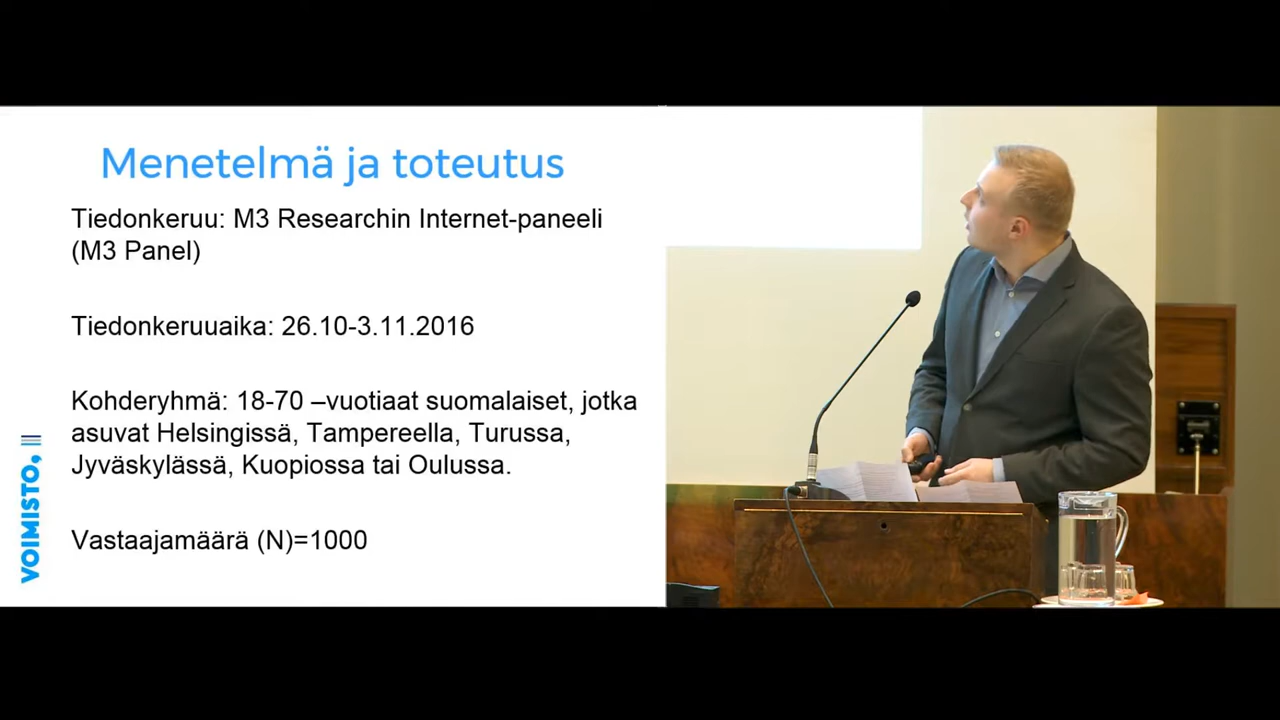 Menetelmä ja toteutus
Tiedonkeruu: M3 Researchin Internet-paneeli
(M3 Panel)
Tiedonkeruuaika: 26.10-3.11.2016
Kohderyhmä: 18-70 –vuotiaat suomalaiset, jotka
asuvat Helsingissä, Tampereella, Turussa,
Jyväskylässä, Kuopiossa tai Oulussa.
Vastaajamäärä (N)=1000
VOIMISTO,